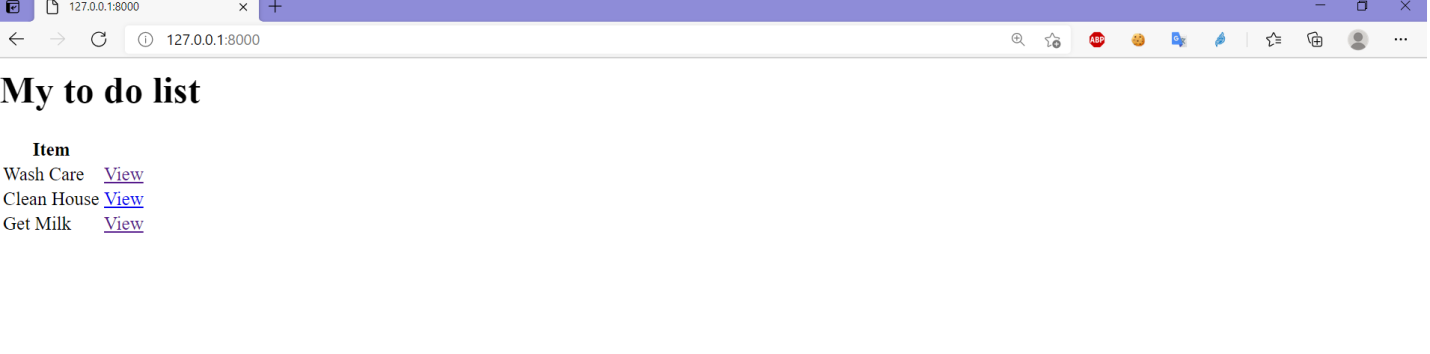 127.0.0.1:8000
127.0.0.1:8000
ABP
My to do list
Item
Wash Care View
Clean House View
Get Milk View